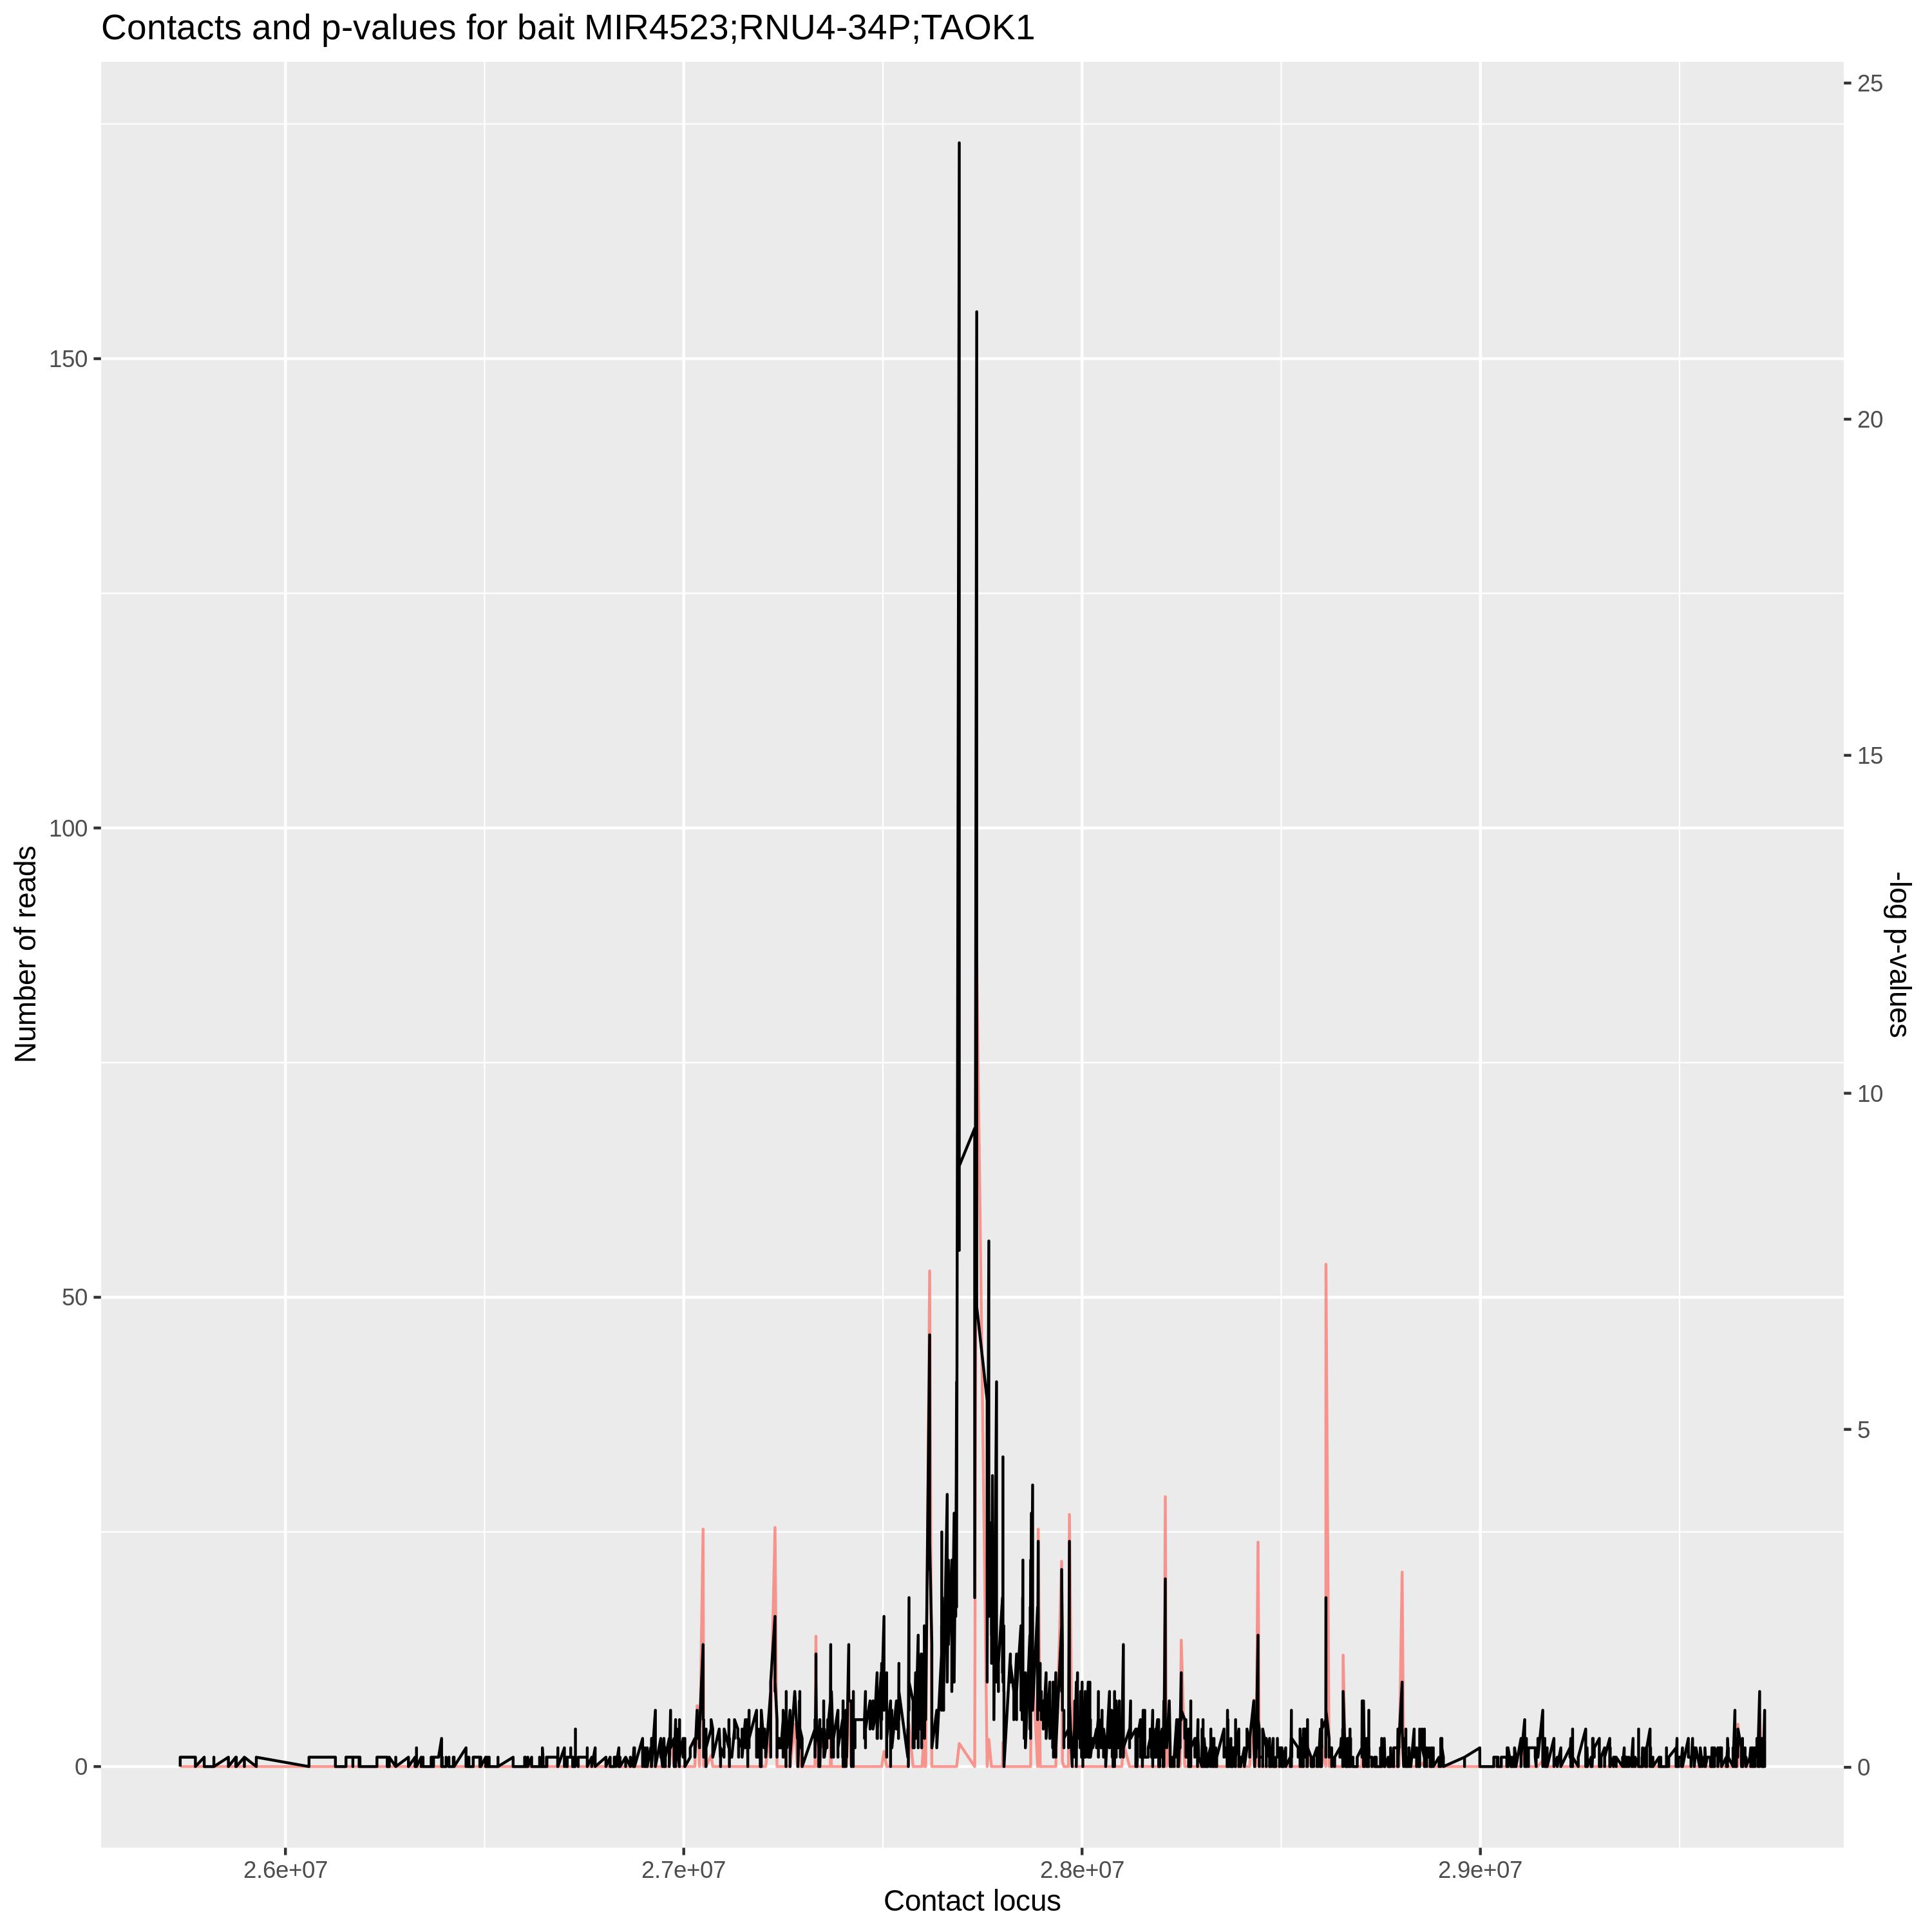 Contacts and p-values for bait MIR4523;RNU4-34P;TAOK1
25
20
15
10
5
0
-log p-values
150
100
50
0
Number of reads
2.6e+07
2.7e+07
2.8e+07
2.9e+07
Contact locus